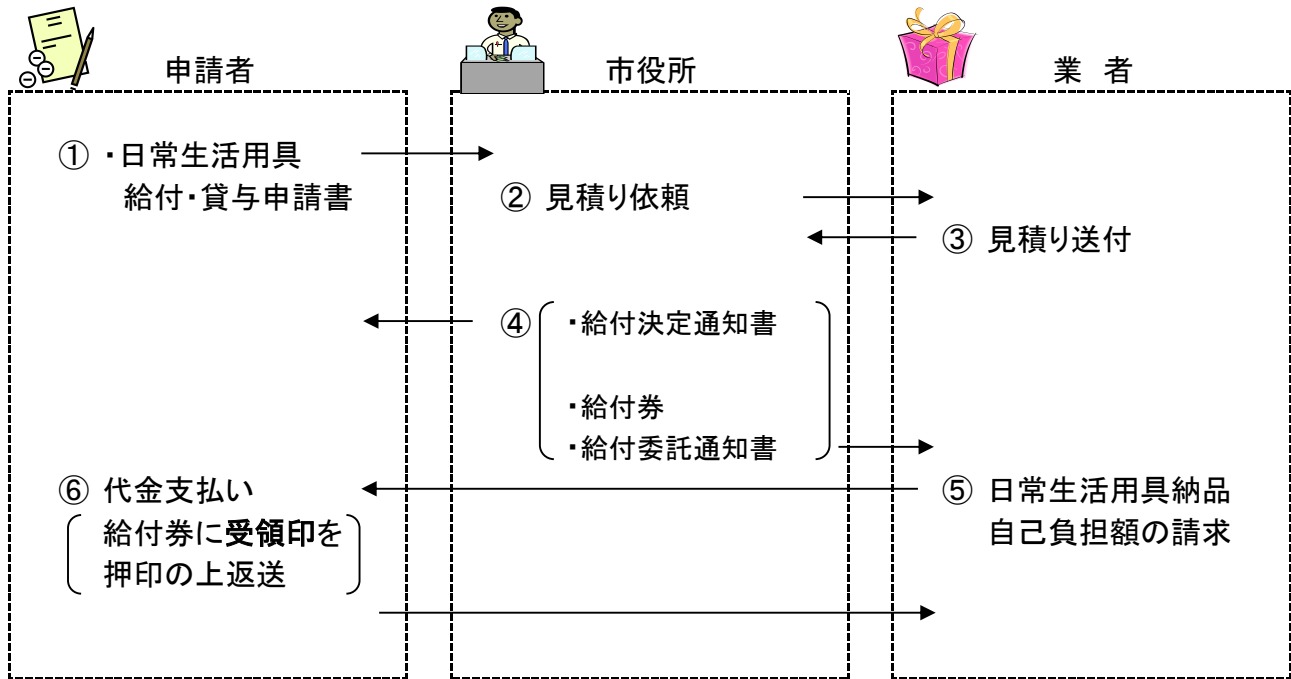 申請者
市役所
業 者
① ・日常生活用具
給付・貸与申請書
② 見積り依頼
③ 見積り送付
④ ・給付決定通知書
・給付券
・給付委託通知書
⑤ 日常生活用具納品
自己負担額の請求
⑥ 代金支払い
給付券に受領印を
押印の上返送